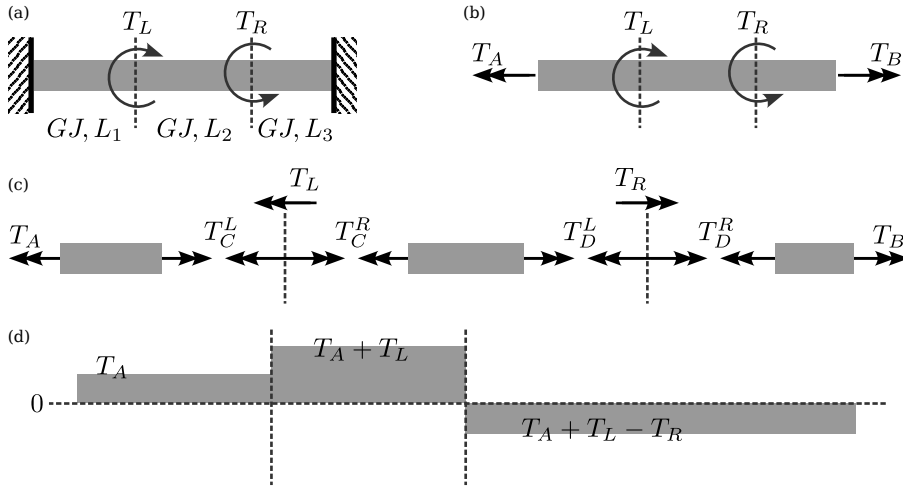 (a)
T_L T_R
GJ, L_1 GJ, L_2 GJ, L_3
(b)
T_L T_R
T_A T_B
(c)
T_L T_R
T_A T_C^L T_C^R T_D^L T_D^R T_B
(d)
T_A T_A + T_L
0
T_A + T_L − T_R